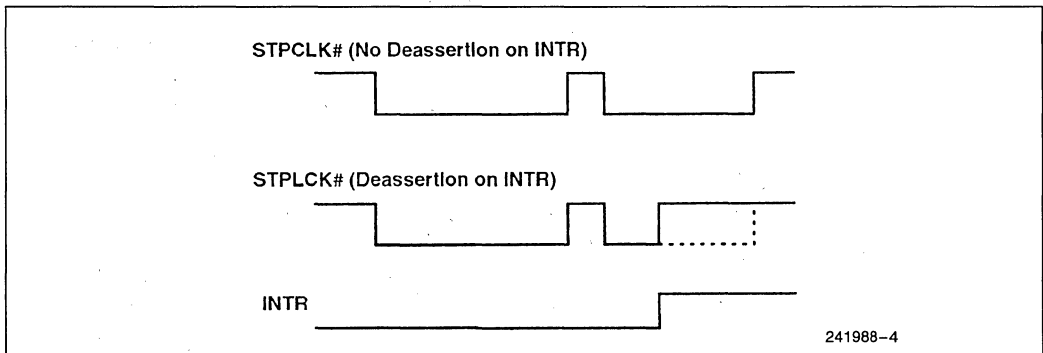 STPCLK# (No Deassertion on INTR)
STPLCK# (Deassertion on INTR)
INTR
241988-4